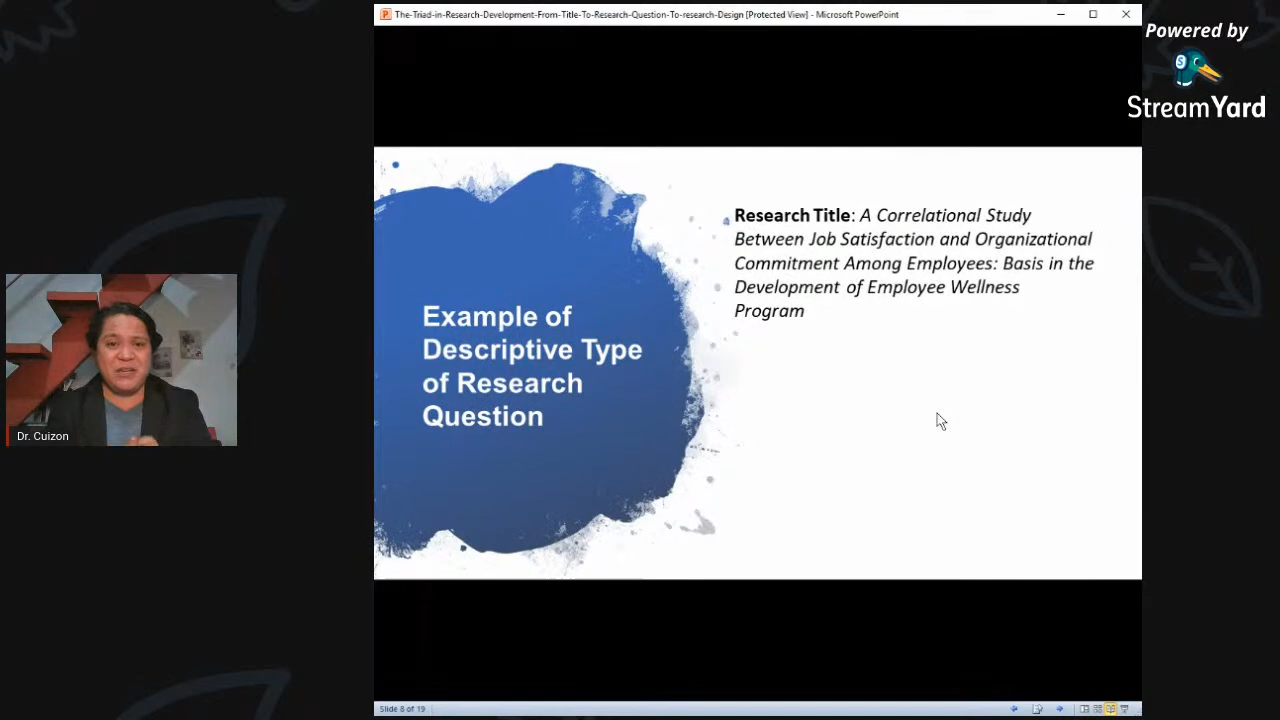 The-Triad-in-Research-Development-From-Title-To-Research-Question-To-research-Design [Protected View] - Microsoft PowerPoint
Powered by
StreamYard
Research Title: A Correlational Study
Between Job Satisfaction and Organizational
Commitment Among Employees: Basis in the
Development of Employee Wellness
Program
Example of
Descriptive Type
of Research
Question
Dr. Cuizon
Slide 8 of 19